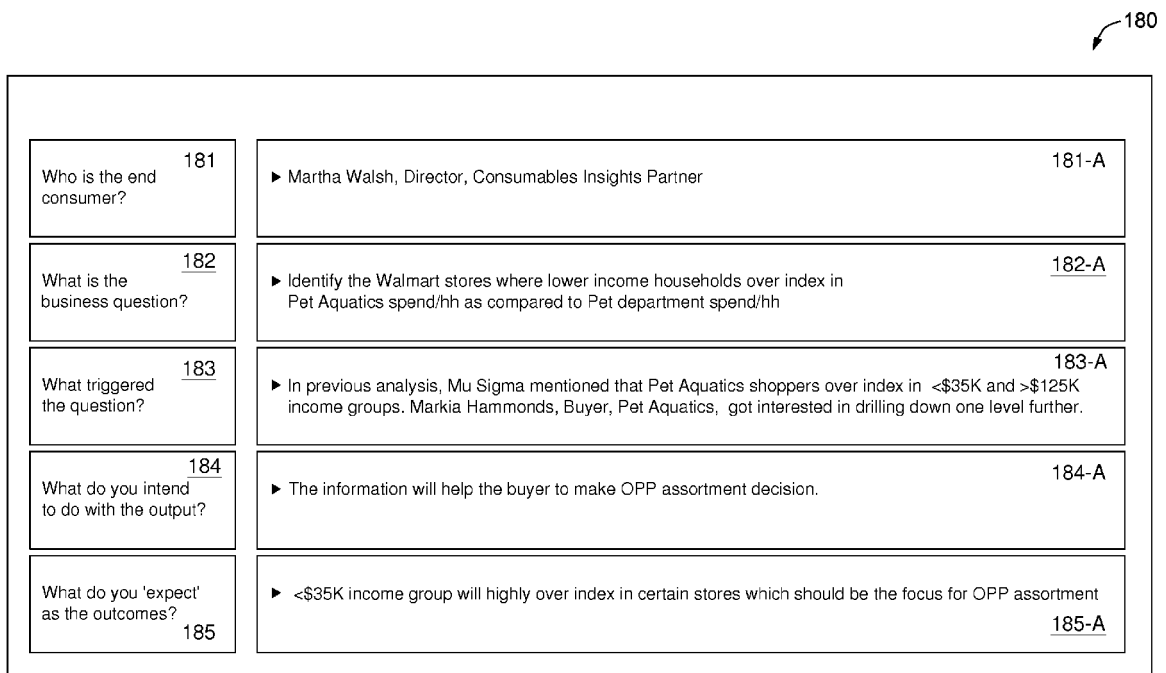 180
181
Who is the end
consumer?
181-A
▶ Martha Walsh, Director, Consumables Insights Partner
182
What is the
business question?
182-A
▶ Identify the Walmart stores where lower income households over index in
Pet Aquatics spend/hh as compared to Pet department spend/hh
183
What triggered
the question?
183-A
▶ In previous analysis, Mu Sigma mentioned that Pet Aquatics shoppers over index in <$35K and >$125K
income groups. Markia Hammonds, Buyer, Pet Aquatics, got interested in drilling down one level further.
184
What do you intend
to do with the output?
184-A
▶ The information will help the buyer to make OPP assortment decision.
What do you 'expect'
as the outcomes?
185
▶ <$35K income group will highly over index in certain stores which should be the focus for OPP assortment
185-A